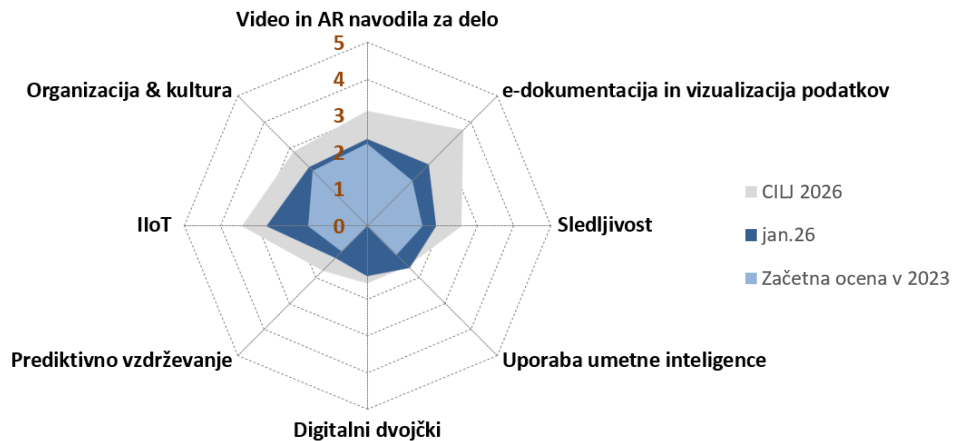 Video in AR navodila za delo
5
4
3
2
1
0
e-dokumentacija in vizualizacija podatkov
Sledljivost
Uporaba umetne inteligence
Digitalni dvojčki
Prediktivno vzdrževanje
IIoT
Organizacija & kultura
CILJ 2026
jan.26
Začetna ocena v 2023